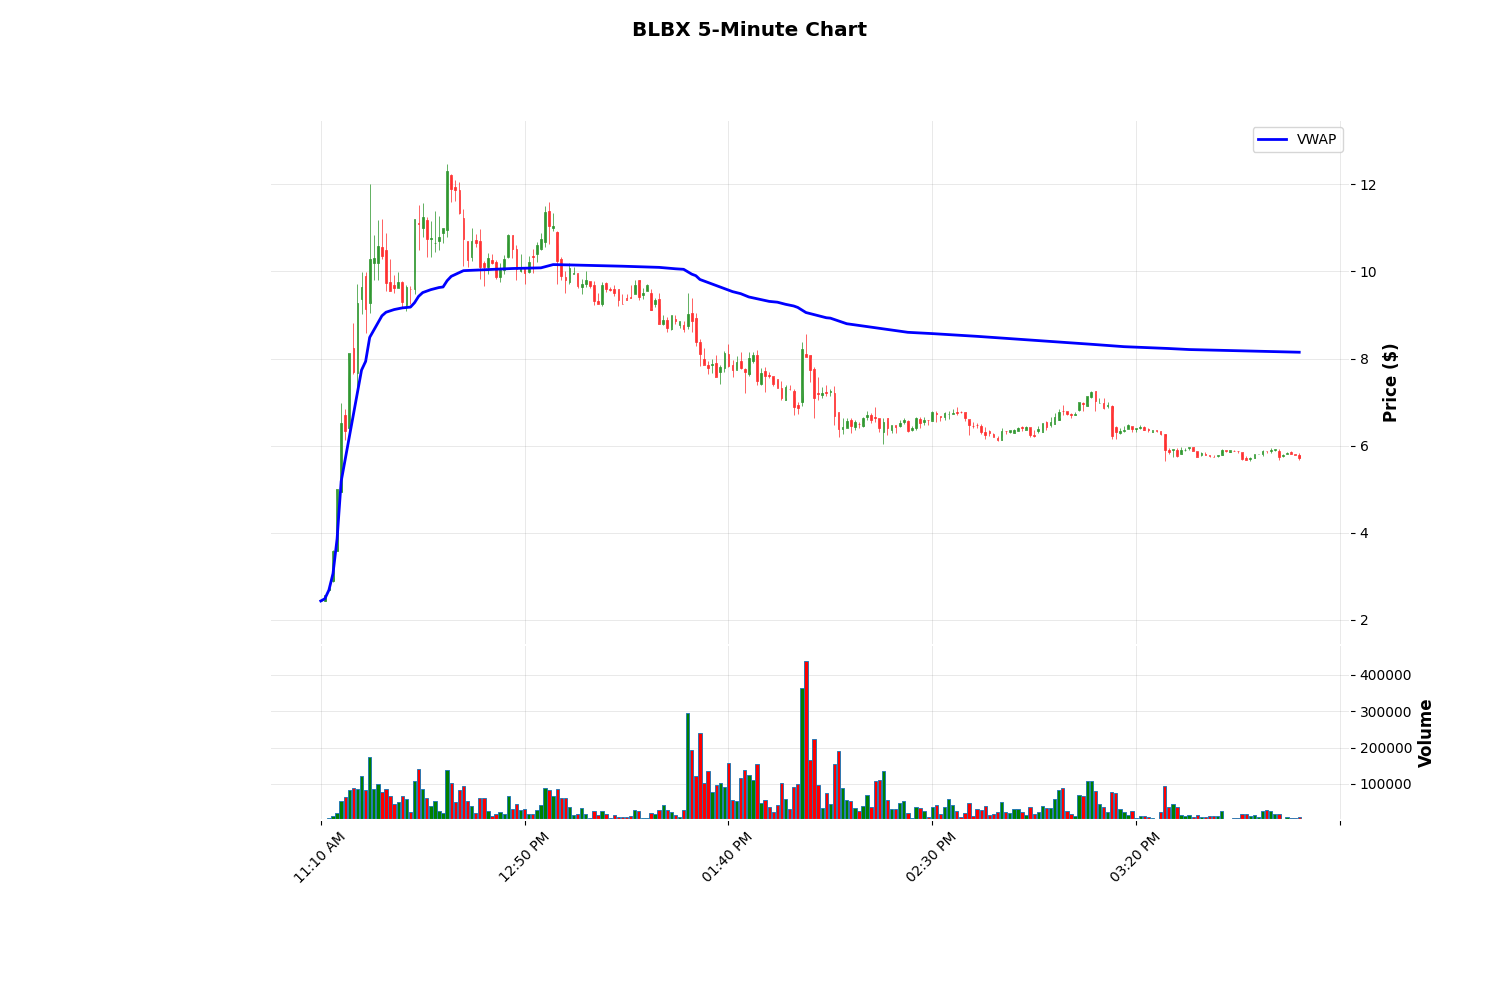 BLBX 5-Minute Chart
VWAP
12
10
8
6
4
2
Price ($)
400000
300000
200000
100000
Volume
11:10 AM
12:50 PM
01:40 PM
02:30 PM
03:20 PM